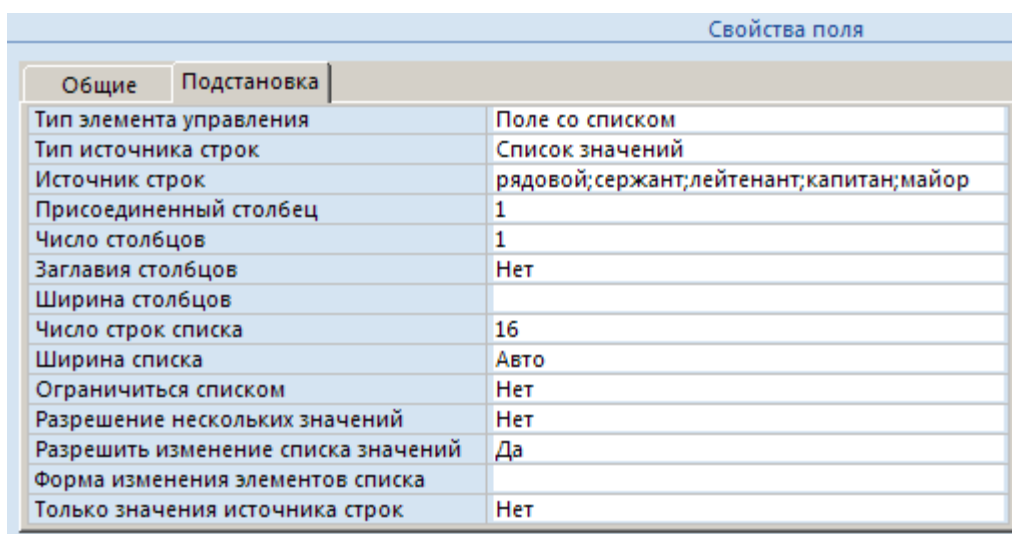 Свойства поля
Общие Подстановка
Тип элемента управления Поле со списком
Тип источника строк Список значений
Источник строк рядовой;сержант;лейтенант;капитан;майор
Присоединенный столбец 1
Число столбцов 1
Заглавия столбцов Нет
Ширина столбцов
Число строк списка 16
Ширина списка Авто
Ограничиться списком Нет
Разрешение нескольких значений Нет
Разрешить изменение списка значений Да
Форма изменения элементов списка
Только значения источника строк Нет